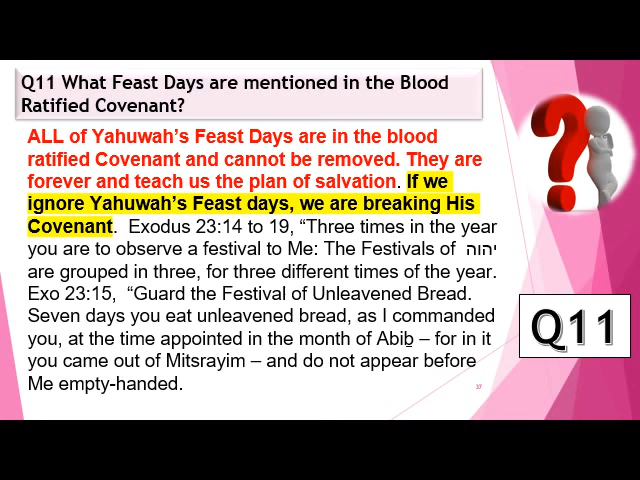 Q11 What Feast Days are mentioned in the Blood
Ratified Covenant?
ALL of Yahuwah’s Feast Days are in the blood
ratified Covenant and cannot be removed. They are
forever and teach us the plan of salvation. If we
ignore Yahuwah’s Feast days, we are breaking His
Covenant.  Exodus 23:14 to 19, “Three times in the year
you are to observe a festival to Me: The Festivals of יהוה
are grouped in three, for three different times of the year.
Exo 23:15,  “Guard the Festival of Unleavened Bread.
Seven days you eat unleavened bread, as I commanded
you, at the time appointed in the month of Abiḇ – for in it
you came out of Mitsrayim – and do not appear before
Me empty-handed.
Q11